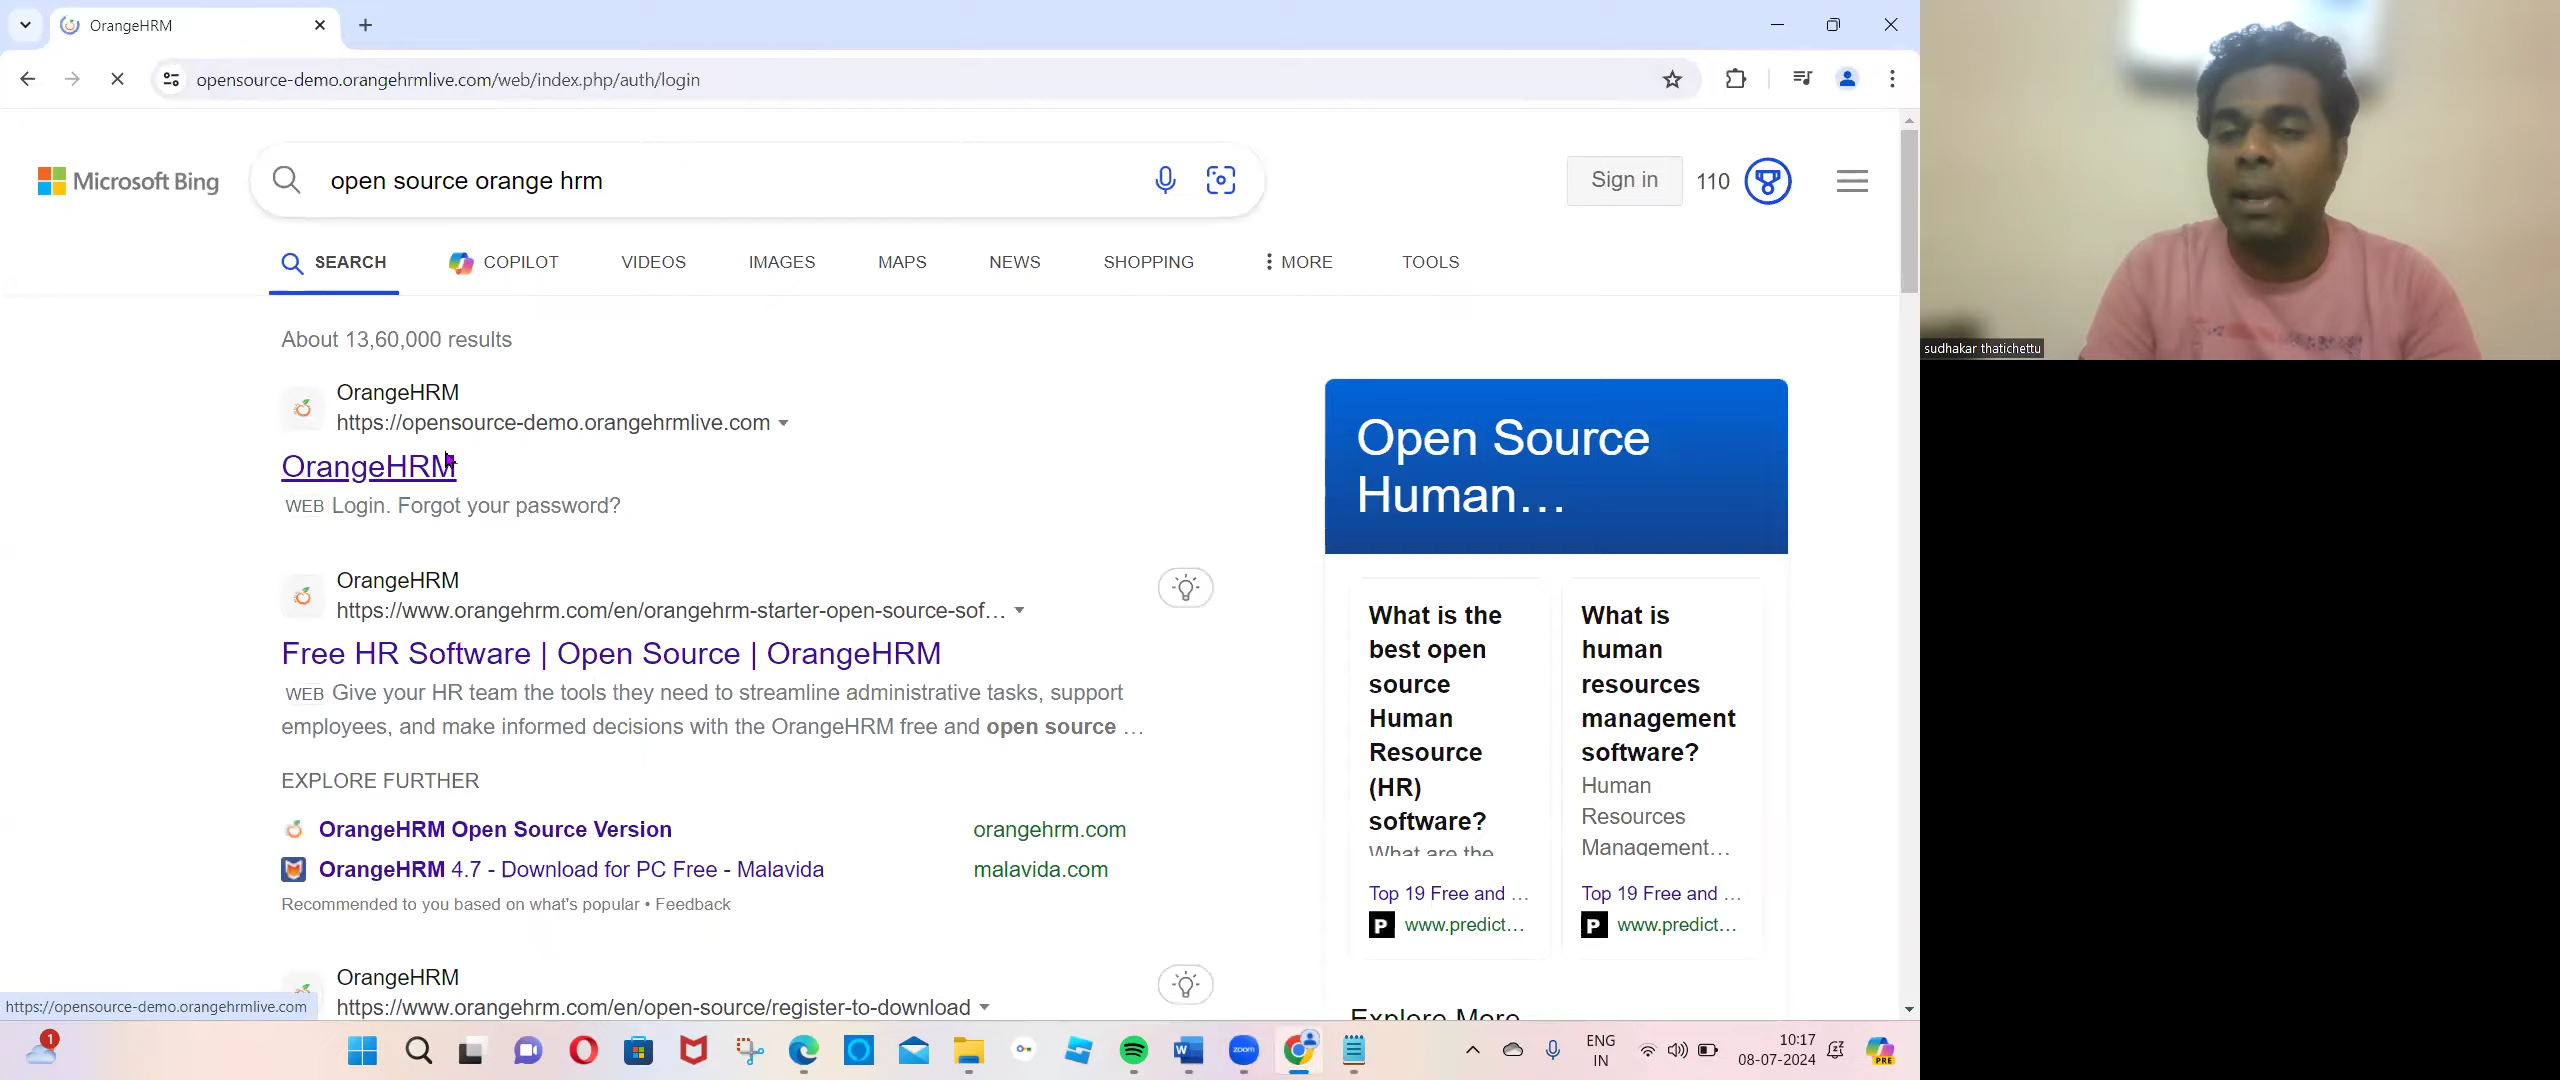 OrangeHRM
opensource-demo.orangehrmlive.com/web/index.php/auth/login
Microsoft Bing
open source orange hrm
Sign in
110
SEARCH
COPILOT
VIDEOS
IMAGES
MAPS
NEWS
SHOPPING
MORE
TOOLS
About 13,60,000 results
OrangeHRM
https://opensource-demo.orangehrmlive.com
OrangeHRM
WEB Login. Forgot your password?
OrangeHRM
https://www.orangehrm.com/en/orangehrm-starter-open-source-sof...
Free HR Software | Open Source | OrangeHRM
WEB Give your HR team the tools they need to streamline administrative tasks, support
employees, and make informed decisions with the OrangeHRM free and open source ...
EXPLORE FURTHER
OrangeHRM Open Source Version
orangehrm.com
OrangeHRM 4.7 - Download for PC Free - Malavida
malavida.com
Recommended to you based on what's popular • Feedback
OrangeHRM
https://www.orangehrm.com/en/open-source/register-to-download
Open Source
Human...
What is the
best open
source
Human
Resource
(HR)
software?
What are the
Top 19 Free and ...
P www.predict...
What is
human
resources
management
software?
Human
Resources
Management...
Top 19 Free and ...
P www.predict...
Explore More
https://opensource-demo.orangehrmlive.com
sudhakar thatichettu
1
W
zoom
ENG
IN
10:17
08-07-2024
PRE